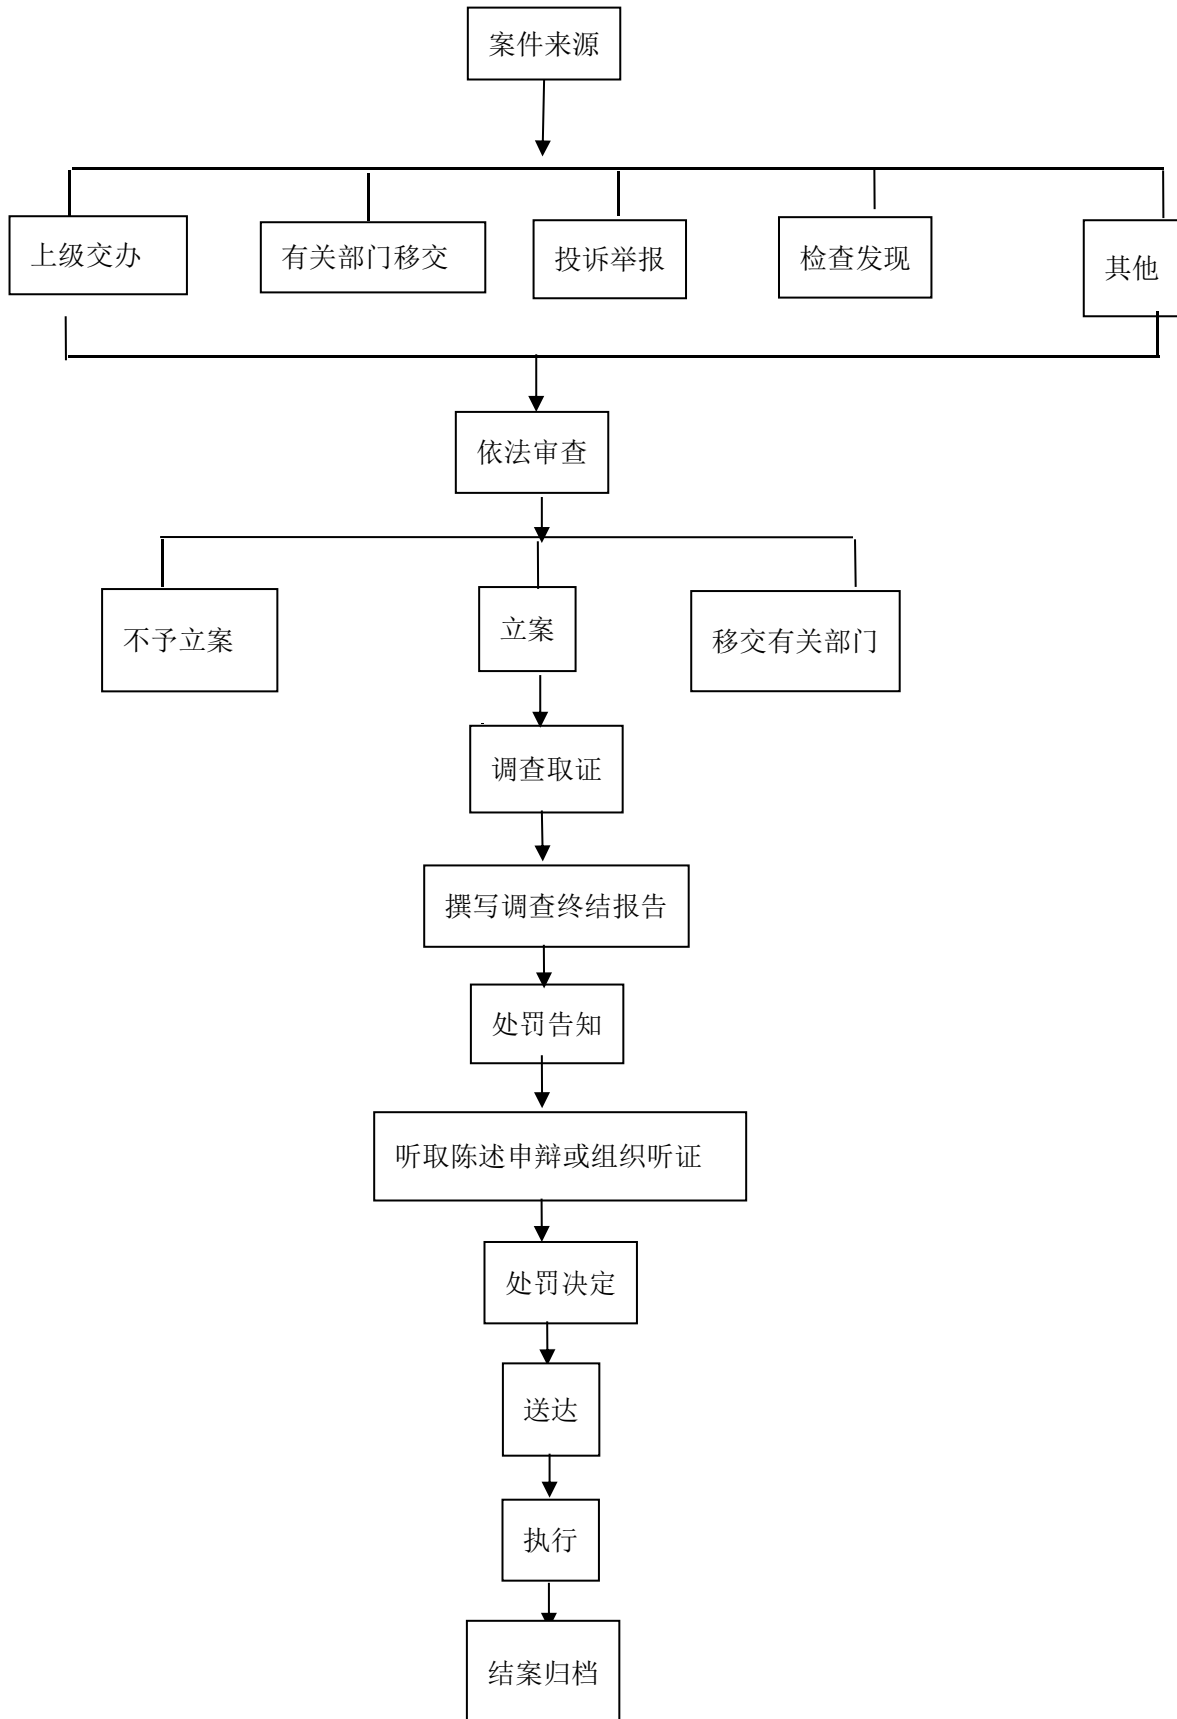 案件来源
上级交办
有关部门移交
投诉举报
检查发现
其他
依法审查
不予立案
立案
移交有关部门
调查取证
撰写调查终结报告
处罚告知
听取陈述申辩或组织听证
处罚决定
送达
执行
结案归档